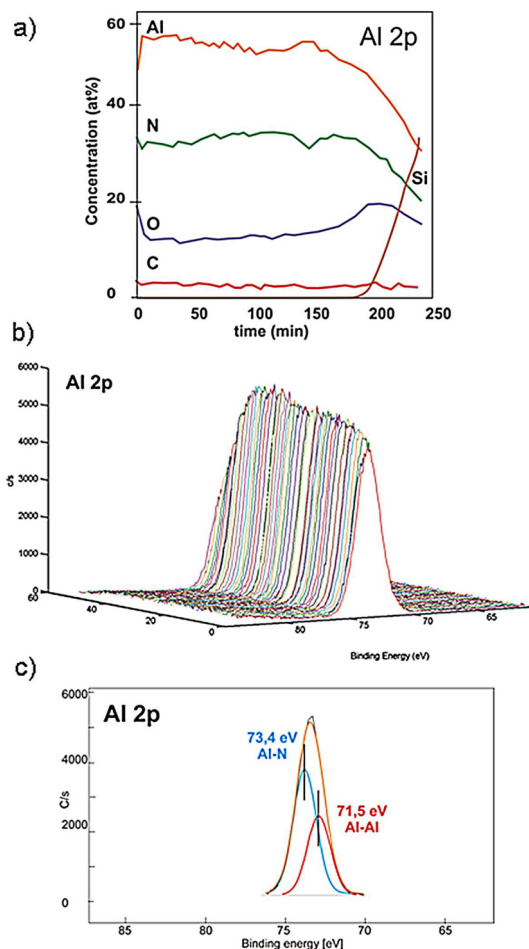 a)
Al 2p
60
Al
40
N
20
O
C
0
Si
Concentration (at%)
0 50 100 150 200 250
time (min)
b)
Al 2p
6000
5000
4000
3000
2000
1000
0
c/s
60 40 20 0
80 75 70 65
Binding Energy (eV)
c)
Al 2p
6000
4000
2000
0
C/s
73,4 eV
Al-N
71,5 eV
Al-Al
85 80 75 70 65
Binding energy [eV]